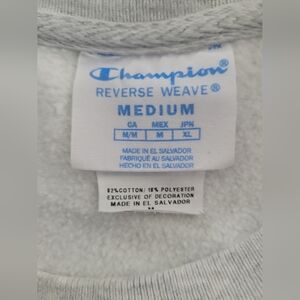 Champion®
REVERSE WEAVE®
MEDIUM
CA MEX JPN
M/M M XL
MADE IN EL SALVADOR
FABRIQUÉ AU SALVADOR
HECHO EN EL SALVADOR
82%COTTON/ 18% POLYESTER
EXCLUSIVE OF DECORATION
MADE IN EL SALVADOR